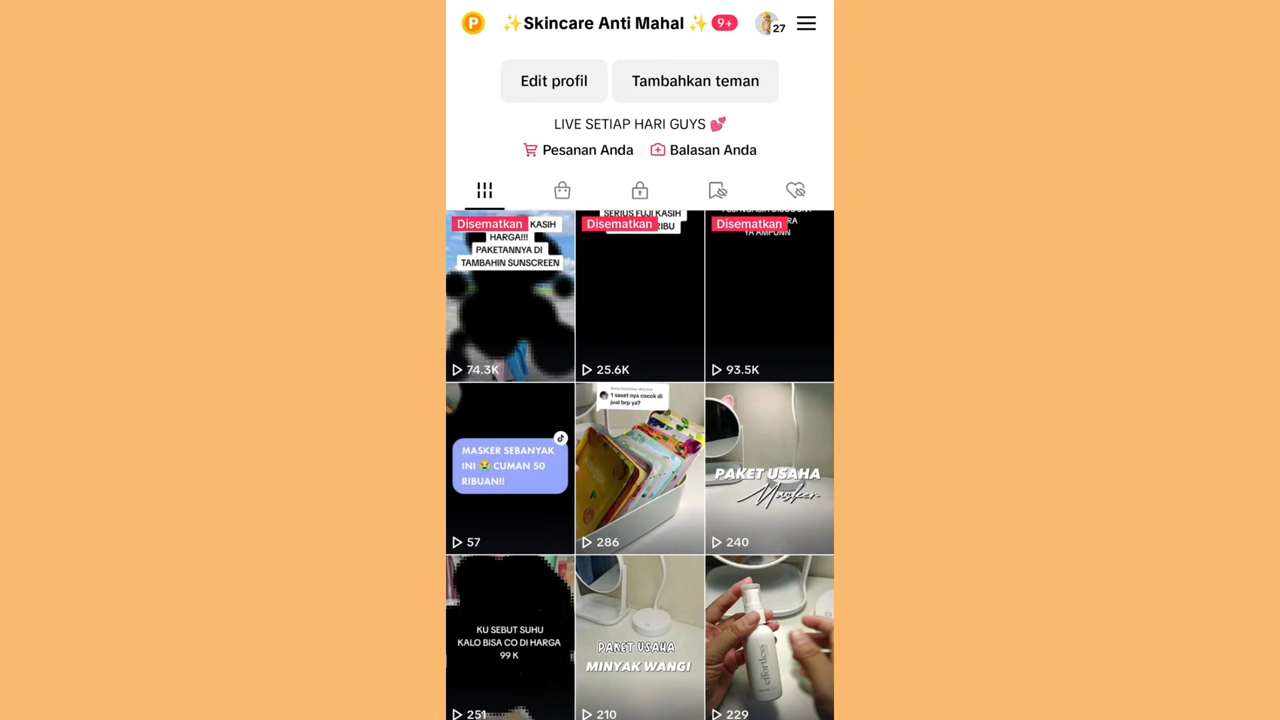 P ✨Skincare Anti Mahal ✨ 9+ 27
Edit profil Tambahkan teman
LIVE SETIAP HARI GUYS 💕
Pesanan Anda Balasan Anda
Disematkan KASIH
HARGA!!!
PAKETANNYA DI
TAMBAHIN SUNSCREEN
74.3K
SERIUS FUJI KASIH
Disematkan
25.6K
Disematkan
YA AMPUNN
93.5K
MASKER SEBANYAK
INI 😭 CUMAN 50
RIBUAN!!
57
1 saset nya cocok di
jual brp ya?
286
PAKET USAHA
Masker
240
KU SEBUT SUHU
KALO BISA CO DI HARGA
99 K
251
PAKET USAHA
MINYAK WANGI
210
effortless
229